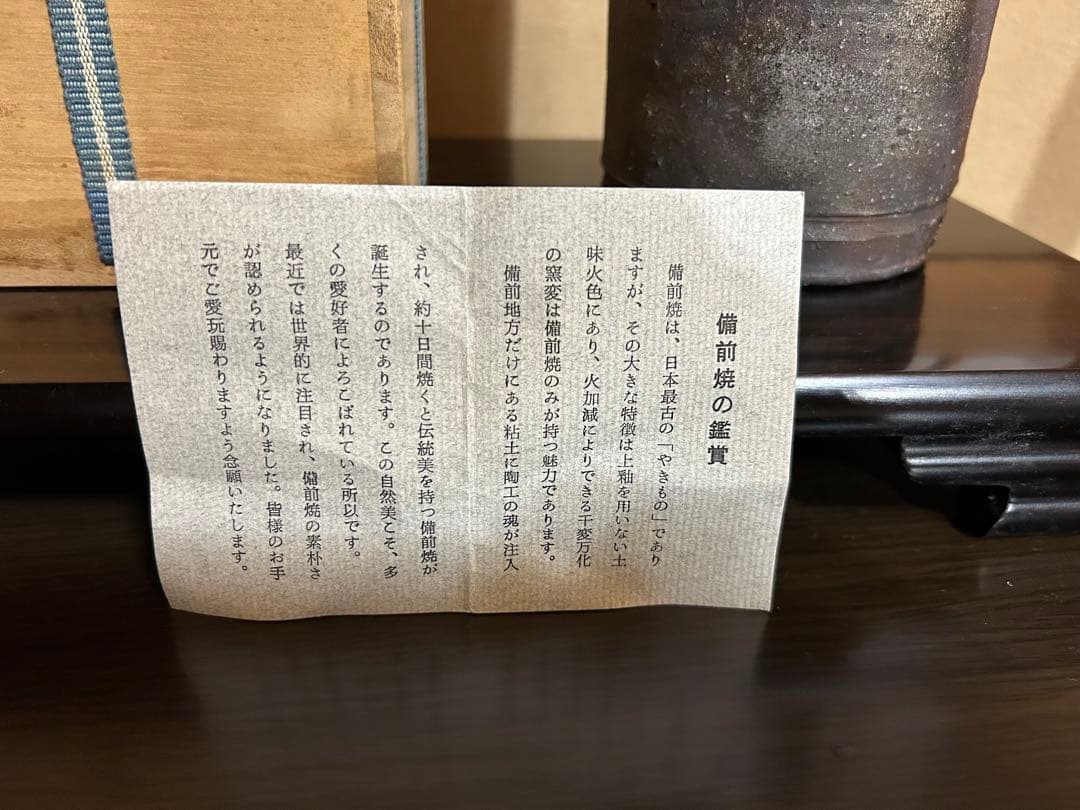 備前焼の鑑賞
備前焼は、日本最古の「やきもの」であり
ますが、その大きな特徴は上釉を用いない土
味火色にあり、火加減によりできる千変万化
の窯変は備前焼のみが持つ魅力であります。
備前地方だけにある粘土に陶工の魂が注入
され、約十日間焼くと伝統美を持つ備前焼が
誕生するのであります。この自然美こそ、多
くの愛好者によろこばれている所以です。
最近では世界的に注目され、備前焼の素朴さ
が認められるようになりました。皆様のお手
元でご愛玩賜わりますよう念願いたします。